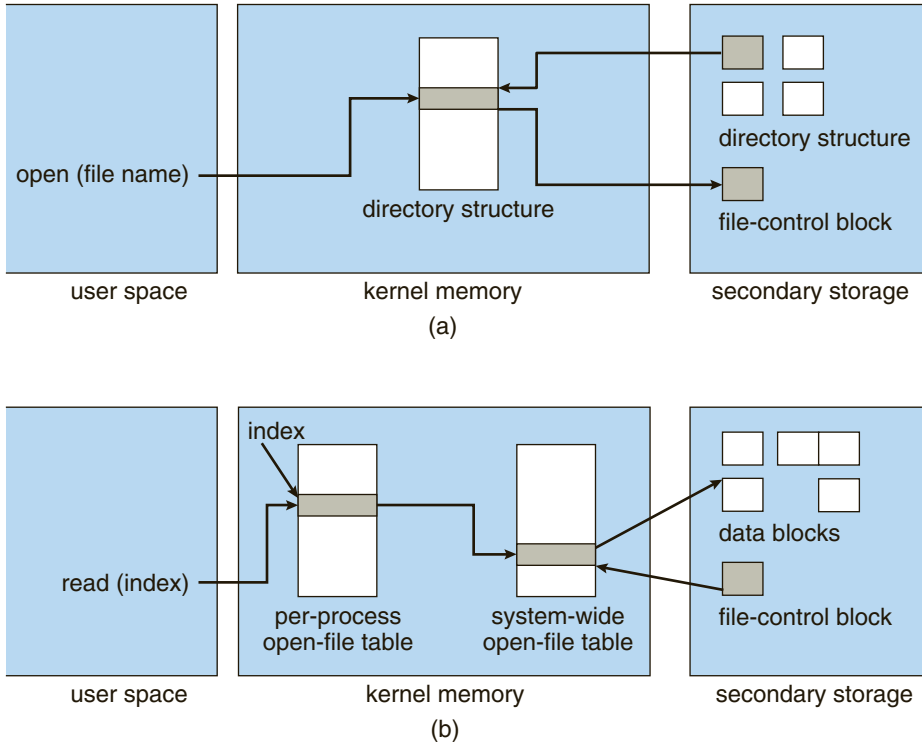 open (file name)
directory structure
directory structure
file-control block
user space
kernel memory
secondary storage
(a)
index
read (index)
per-process
open-file table
system-wide
open-file table
data blocks
file-control block
user space
kernel memory
secondary storage
(b)